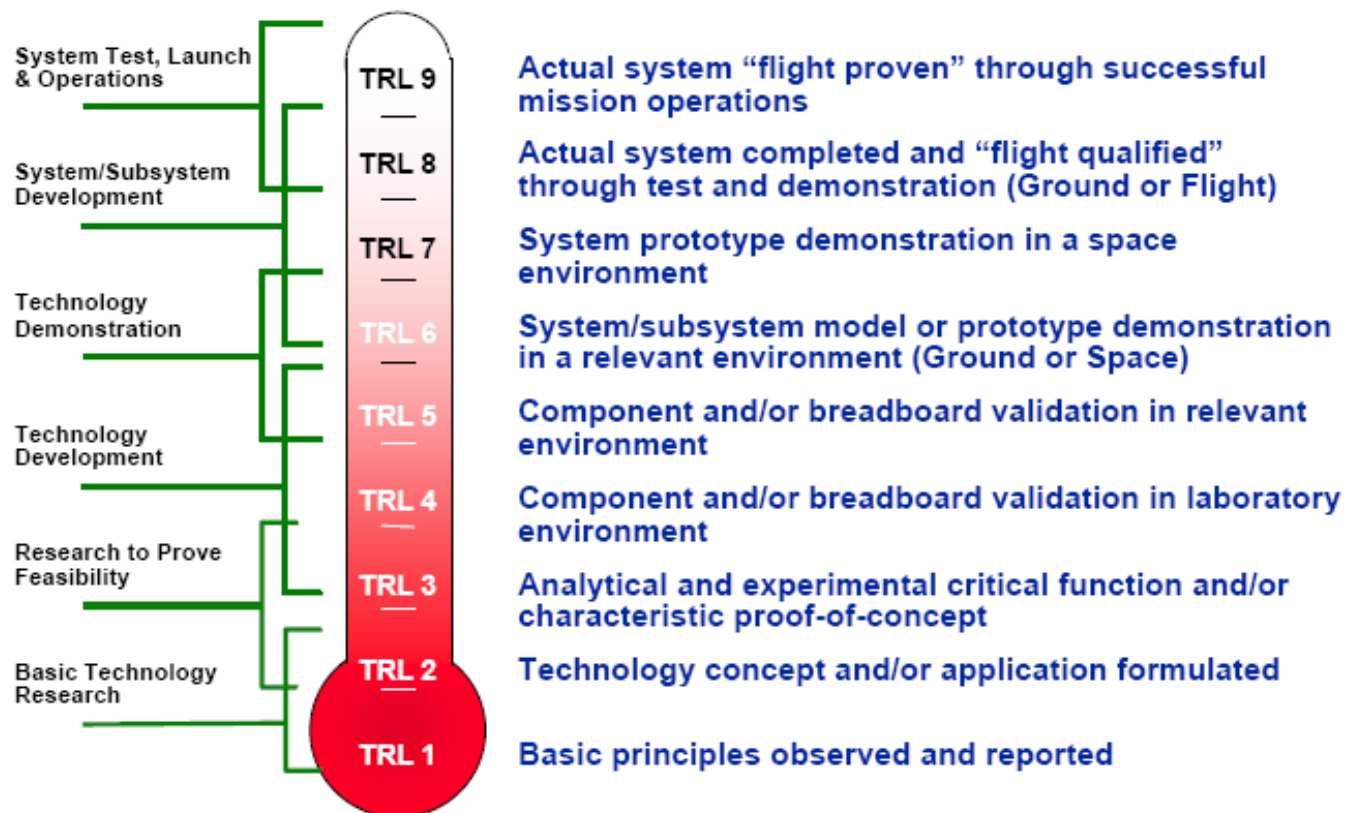 System Test, Launch
& Operations
System/Subsystem
Development
Technology
Demonstration
Technology
Development
Research to Prove
Feasibility
Basic Technology
Research
TRL 9
TRL 8
TRL 7
TRL 6
TRL 5
TRL 4
TRL 3
TRL 2
TRL 1
Actual system “flight proven” through successful
mission operations
Actual system completed and “flight qualified”
through test and demonstration (Ground or Flight)
System prototype demonstration in a space
environment
System/subsystem model or prototype demonstration
in a relevant environment (Ground or Space)
Component and/or breadboard validation in relevant
environment
Component and/or breadboard validation in laboratory
environment
Analytical and experimental critical function and/or
characteristic proof-of-concept
Technology concept and/or application formulated
Basic principles observed and reported